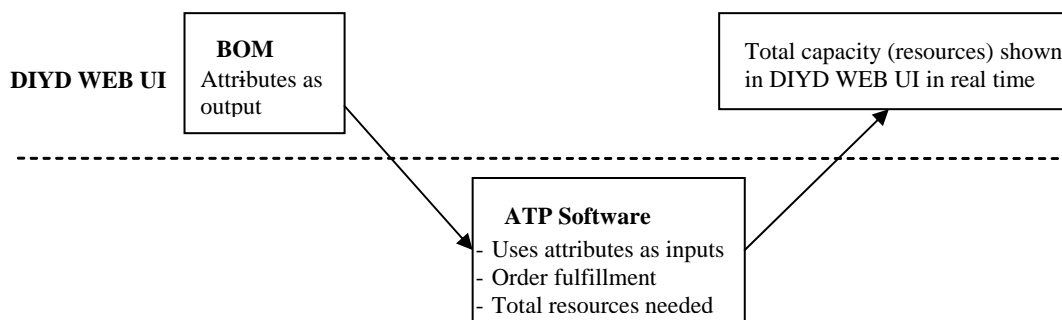 DIYD WEB UI
BOM
Attributes as
output
Total capacity (resources) shown
in DIYD WEB UI in real time
ATP Software
- Uses attributes as inputs
- Order fulfillment
- Total resources needed